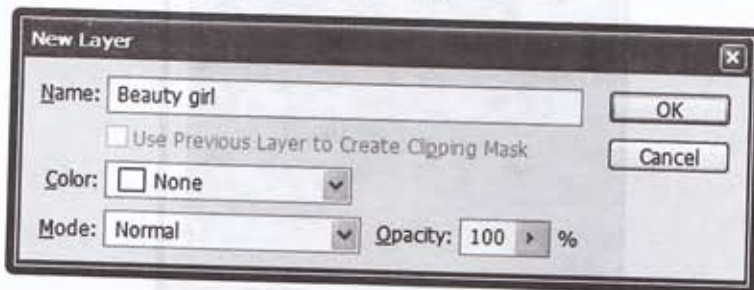 New Layer
Name: Beauty girl
OK
Use Previous Layer to Create Clipping Mask
Cancel
Color: None
Mode: Normal Opacity: 100 %